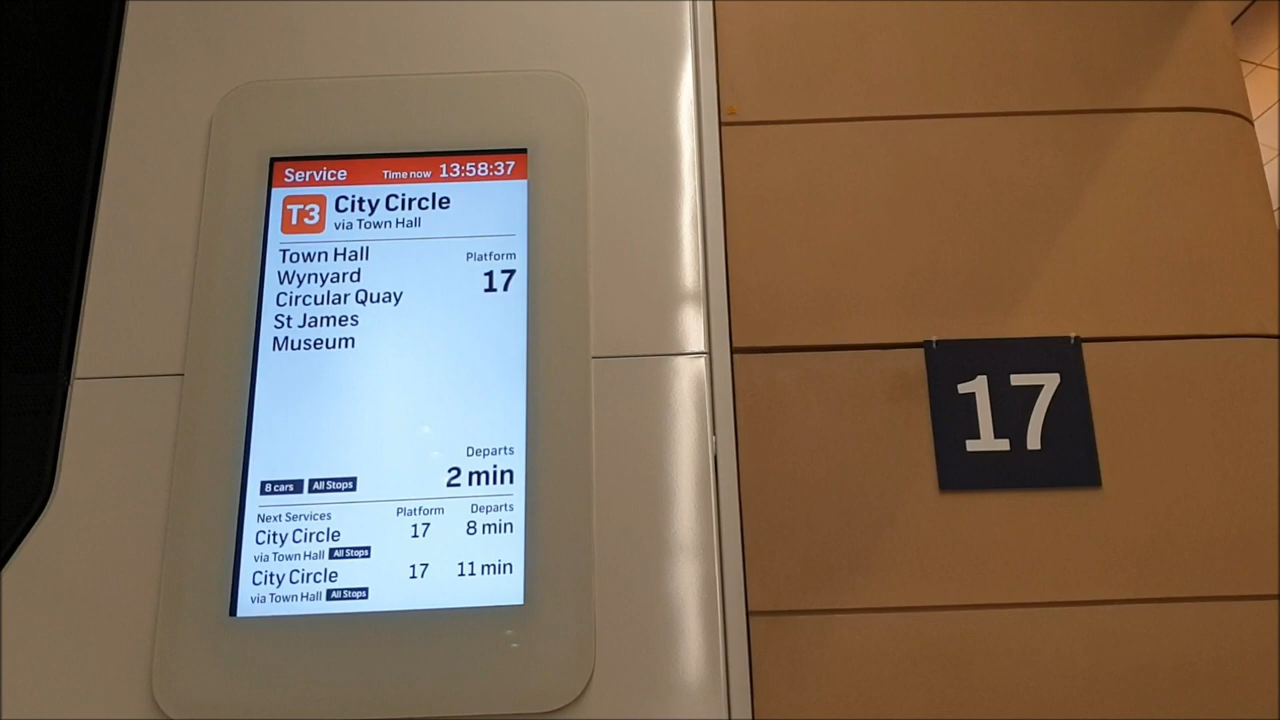 Service Time now 13:58:37
T3 City Circle
via Town Hall
Town Hall
Wynyard
Circular Quay
St James
Museum
Platform
17
Departs
8 cars All Stops 2 min
Next Services Platform Departs
City Circle 17 8 min
via Town Hall All Stops
City Circle 17 11 min
via Town Hall All Stops
17